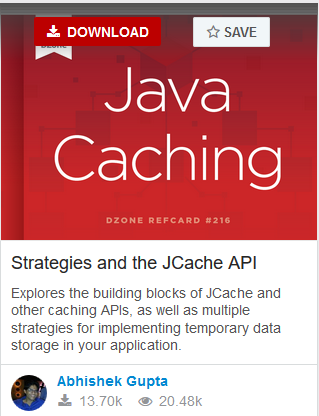 DOWNLOAD
SAVE
DZONE
Java
Caching
DZONE REFCARD #216
Strategies and the JCache API
Explores the building blocks of JCache and
other caching APIs, as well as multiple
strategies for implementing temporary data
storage in your application.
Abhishek Gupta
13.70k 20.48k